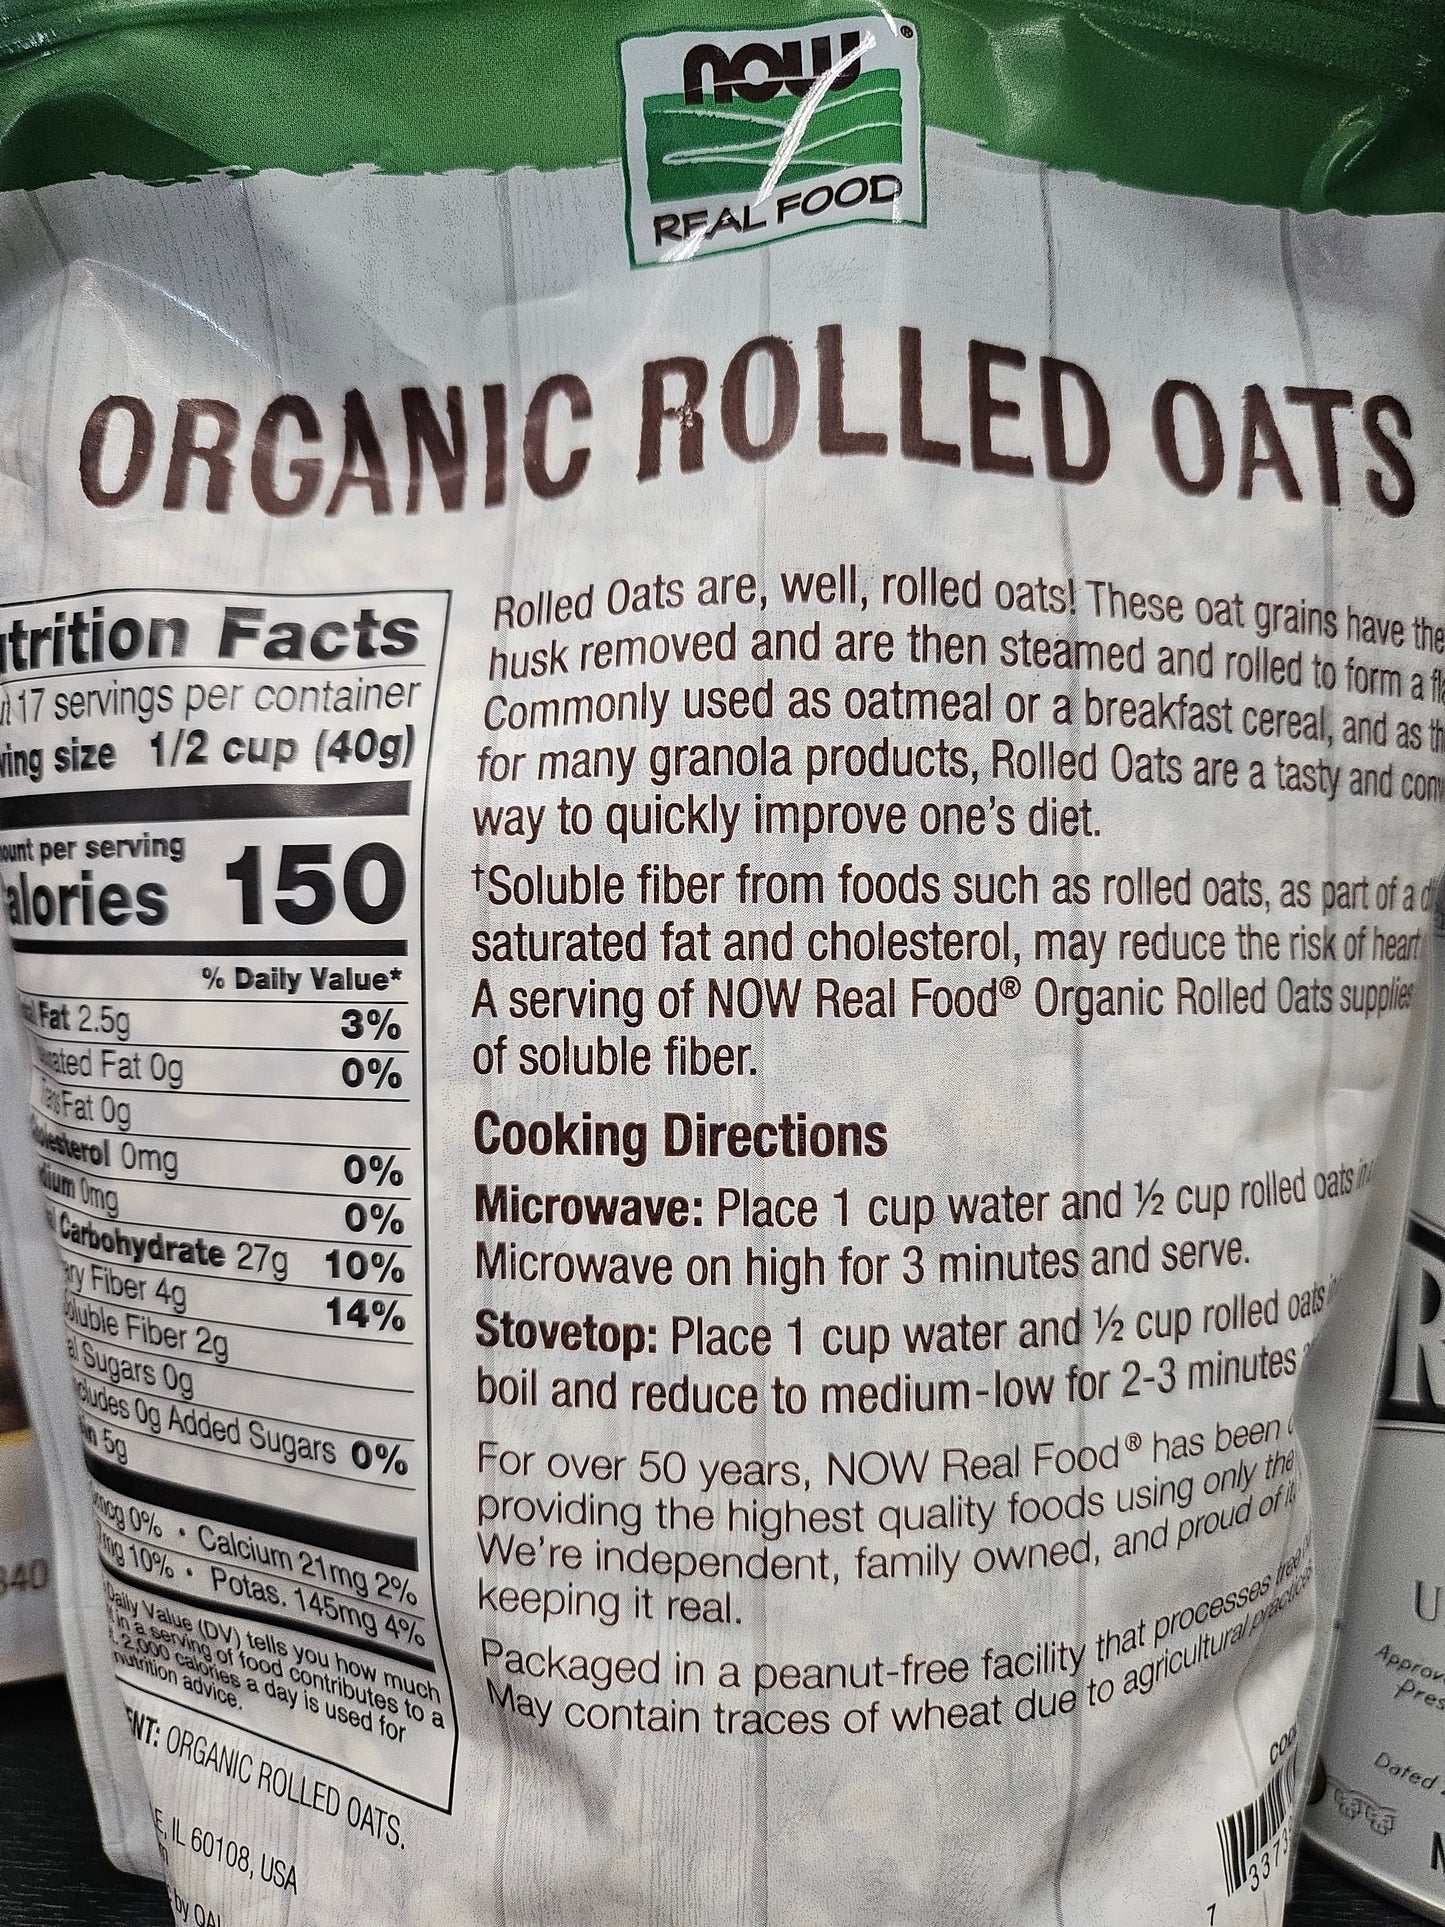 now®
REAL FOOD
ORGANIC ROLLED OATS
Facts
17 servings per container
size 1/2 cup (40g)
per serving
150
% Daily Value*
Fat 2.5g 3%
Fat 0g 0%
Fat 0g
0mg 0%
0mg 0%
Carbohydrate 27g 10%
Fiber 4g 14%
Fiber 2g
Sugars 0g
0g Added Sugars 0%
5g
0% • Calcium 21mg 2%
10% • Potas. 145mg 4%
Daily Value (DV) tells you how much
in a serving of food contributes to a
2,000 calories a day is used for
nutrition advice.
ORGANIC ROLLED OATS.
IL 60108, USA
by
Rolled Oats are, well, rolled oats! These oat grains have the
husk removed and are then steamed and rolled to form a
Commonly used as oatmeal or a breakfast cereal, and as
for many granola products, Rolled Oats are a tasty and
way to quickly improve one's diet.
†Soluble fiber from foods such as rolled oats, as part of a
saturated fat and cholesterol, may reduce the risk of heart
A serving of NOW Real Food® Organic Rolled Oats supplies
of soluble fiber.
Cooking Directions
Microwave: Place 1 cup water and ½ cup rolled oats in
Microwave on high for 3 minutes and serve.
Stovetop: Place 1 cup water and ½ cup rolled oats
boil and reduce to medium-low for 2-3 minutes
For over 50 years, NOW Real Food® has been
providing the highest quality foods using only the
We're independent, family owned, and proud of
keeping it real.
Packaged in a peanut-free facility that processes tree
May contain traces of wheat due to agricultural practices
Dated